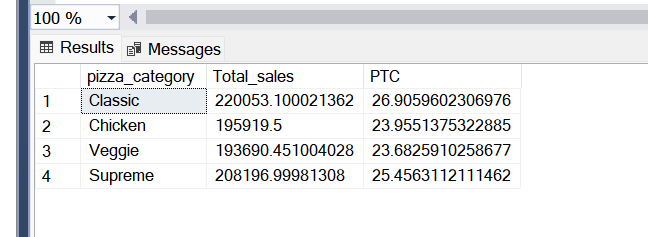 100 %
Results Messages
pizza_category Total_sales PTC
1 Classic 220053.100021362 26.9059602306976
2 Chicken 195919.5 23.9551375322885
3 Veggie 193690.451004028 23.6825910258677
4 Supreme 208196.99981308 25.4563112111462